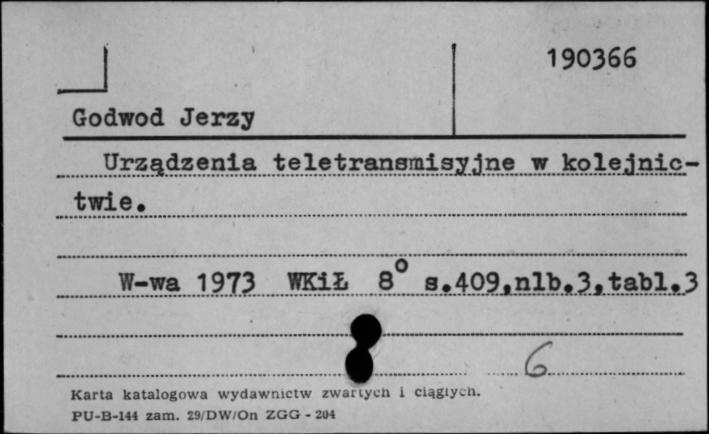 190366
Godwod Jerzy
Urządzenia teletransmisyjne w kolejnic-
twie.
W-wa 1973 WKiŁ 8° s.409,nlb.3,tabl.3
6
Karta katalogowa wydawnictw zwartych i ciągłych.
PU-B-144 zam. 29/DW/On ZGG - 204